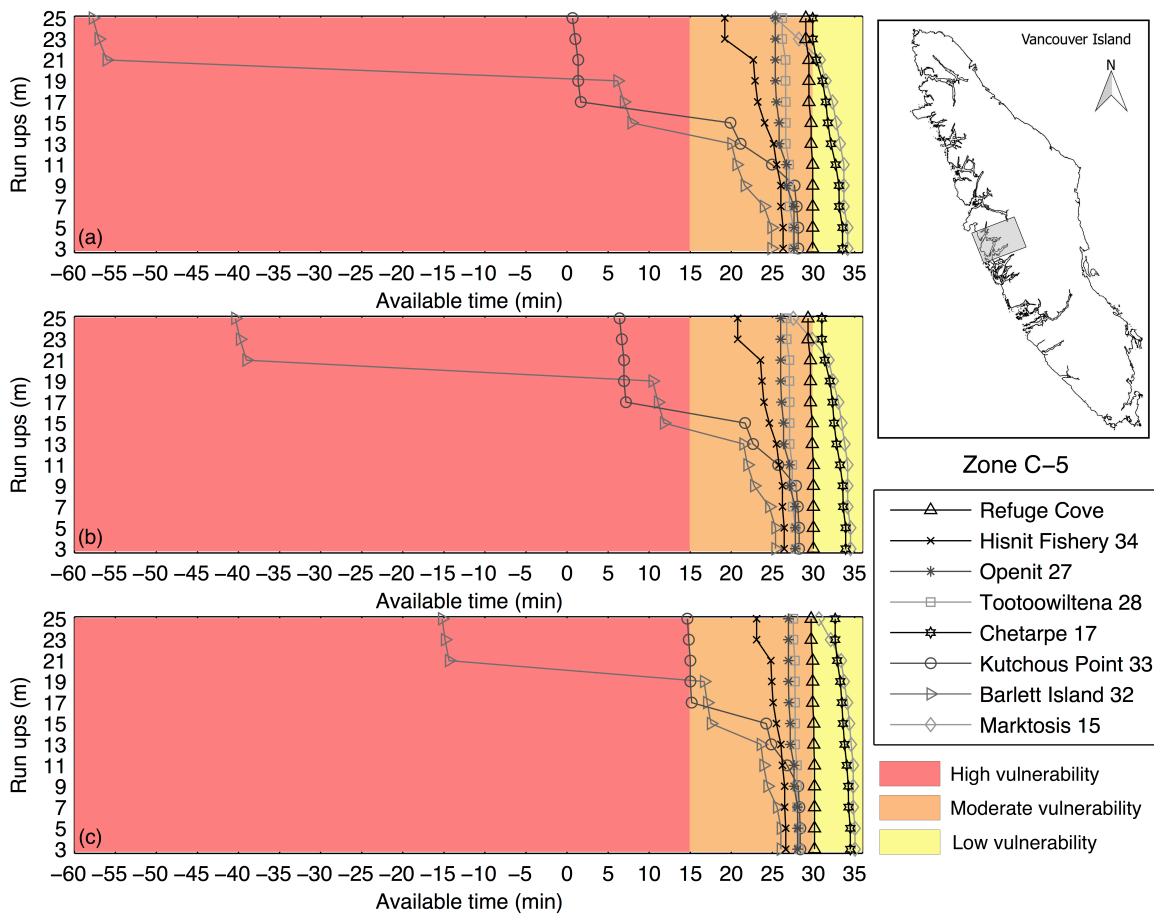 25
23
21
19
17
15
13
11
9
7
5
3
Run ups (m)
(a)
−60 −55 −50 −45 −40 −35 −30 −25 −20 −15 −10 −5 0 5 10 15 20 25 30 35
Available time (min)
25
23
21
19
17
15
13
11
9
7
5
3
Run ups (m)
(b)
−60 −55 −50 −45 −40 −35 −30 −25 −20 −15 −10 −5 0 5 10 15 20 25 30 35
Available time (min)
25
23
21
19
17
15
13
11
9
7
5
3
Run ups (m)
(c)
−60 −55 −50 −45 −40 −35 −30 −25 −20 −15 −10 −5 0 5 10 15 20 25 30 35
Available time (min)
Vancouver Island
N
Zone C−5
Refuge Cove
Hisnit Fishery 34
Openit 27
Tootoowiltena 28
Chetarpe 17
Kutchous Point 33
Barlett Island 32
Marktosis 15
High vulnerability
Moderate vulnerability
Low vulnerability